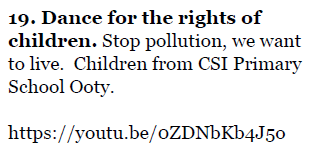 19. Dance for the rights of
children. Stop pollution, we want
to live.  Children from CSI Primary
School Ooty.
https://youtu.be/0ZDNbKb4J5o